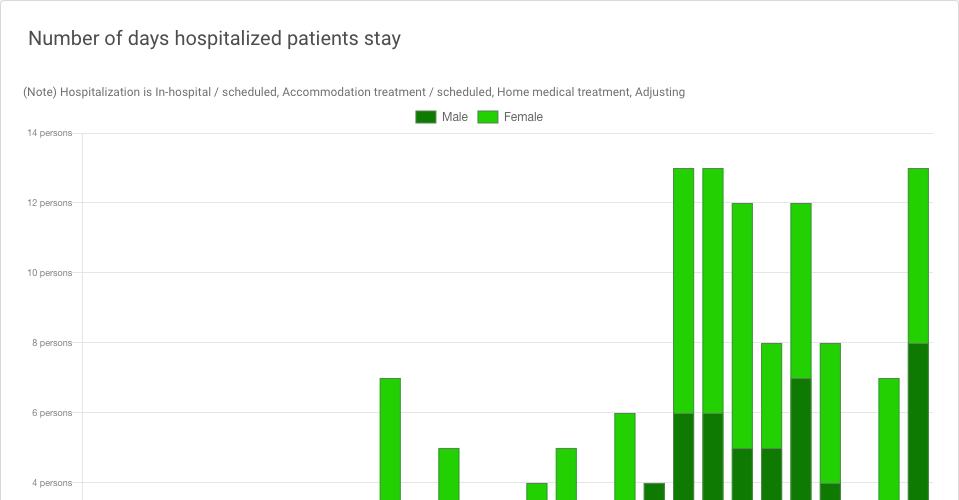 Number of days hospitalized patients stay
(Note) Hospitalization is In-hospital / scheduled, Accommodation treatment / scheduled, Home medical treatment, Adjusting
Male Female
14 persons
12 persons
10 persons
8 persons
6 persons
4 persons